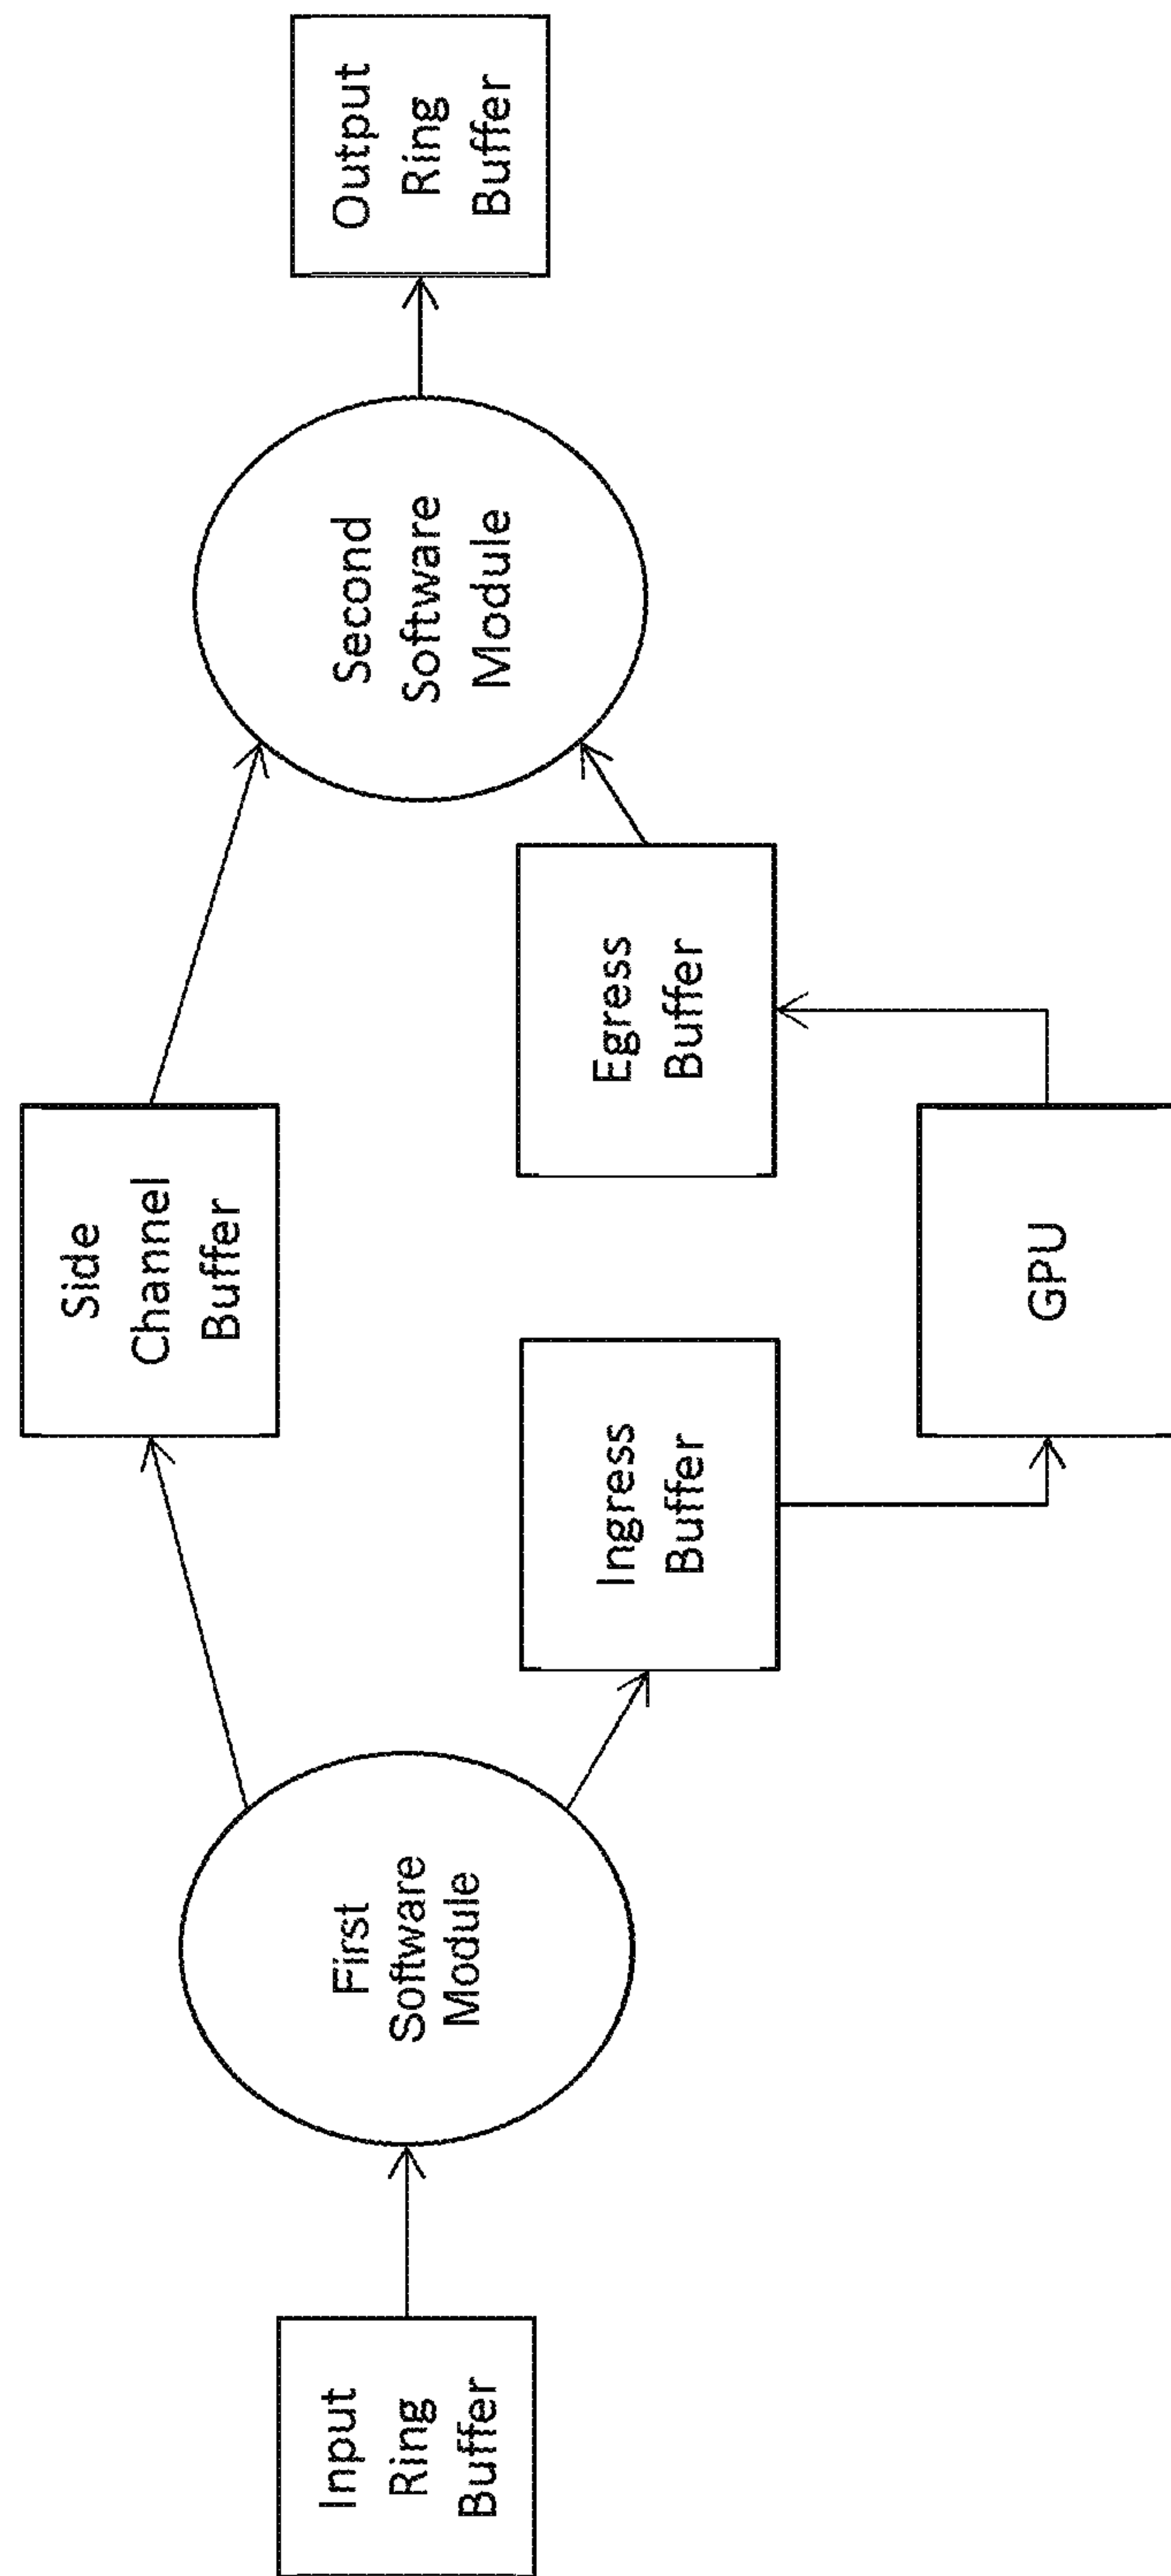 Input
Ring
Buffer
First
Software
Module
Side
Channel
Buffer
Ingress
Buffer
GPU
Egress
Buffer
Second
Software
Module
Output
Ring
Buffer